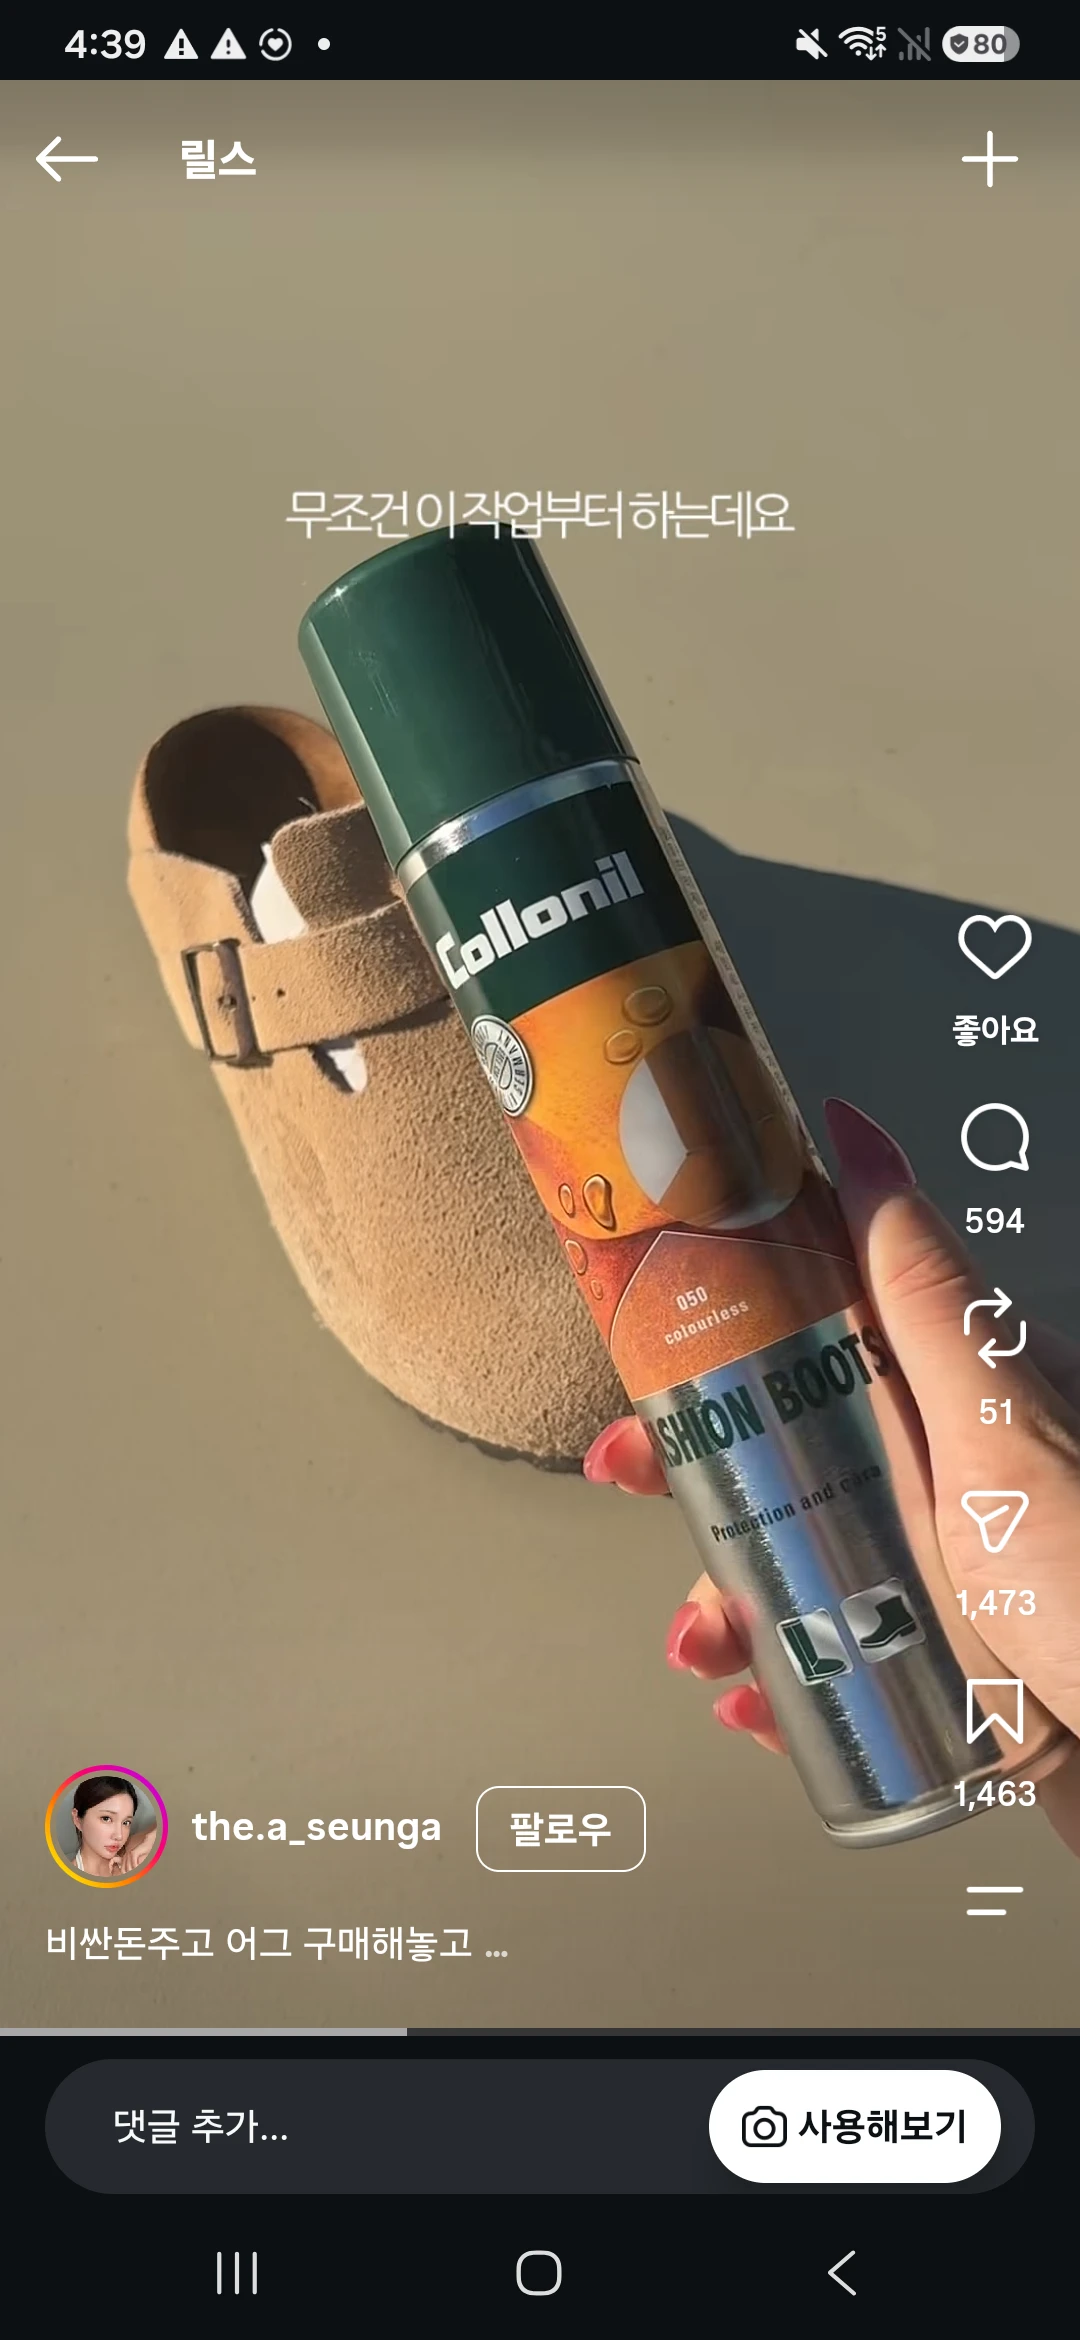 4:39
5
80
릴스
무조건 이 작업부터 하는데요
Collonil
좋아요
594
050
colourless
51
FASHION BOOTS
Protection and care
1,473
1,463
the.a_seunga
팔로우
비싼돈주고 어그 구매해놓고 ...
댓글 추가...
사용해보기